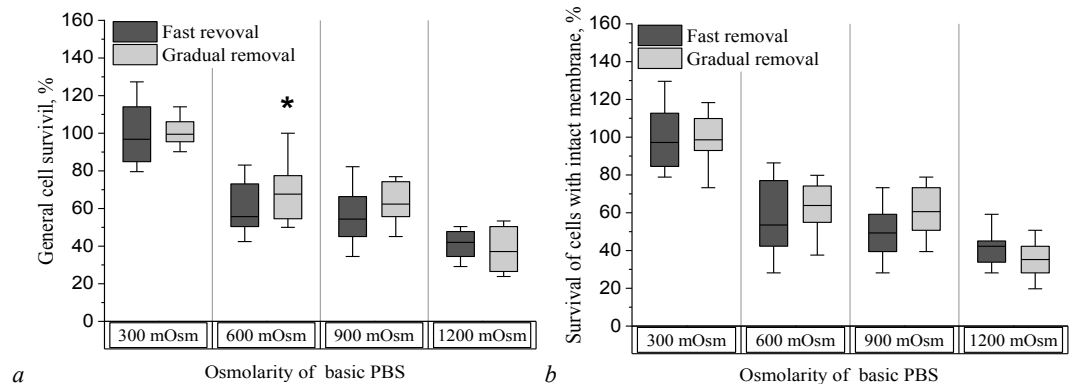 General cell survivil, %
160
140
120
100
80
60
40
20
0
Fast revoval
Gradual removal
*
300 mOsm 600 mOsm 900 mOsm 1200 mOsm
Osmolarity of basic PBS
a
Survival of cells with intact membrane, %
160
140
120
100
80
60
40
20
0
Fast removal
Gradual removal
300 mOsm 600 mOsm 900 mOsm 1200 mOsm
Osmolarity of basic PBS
b